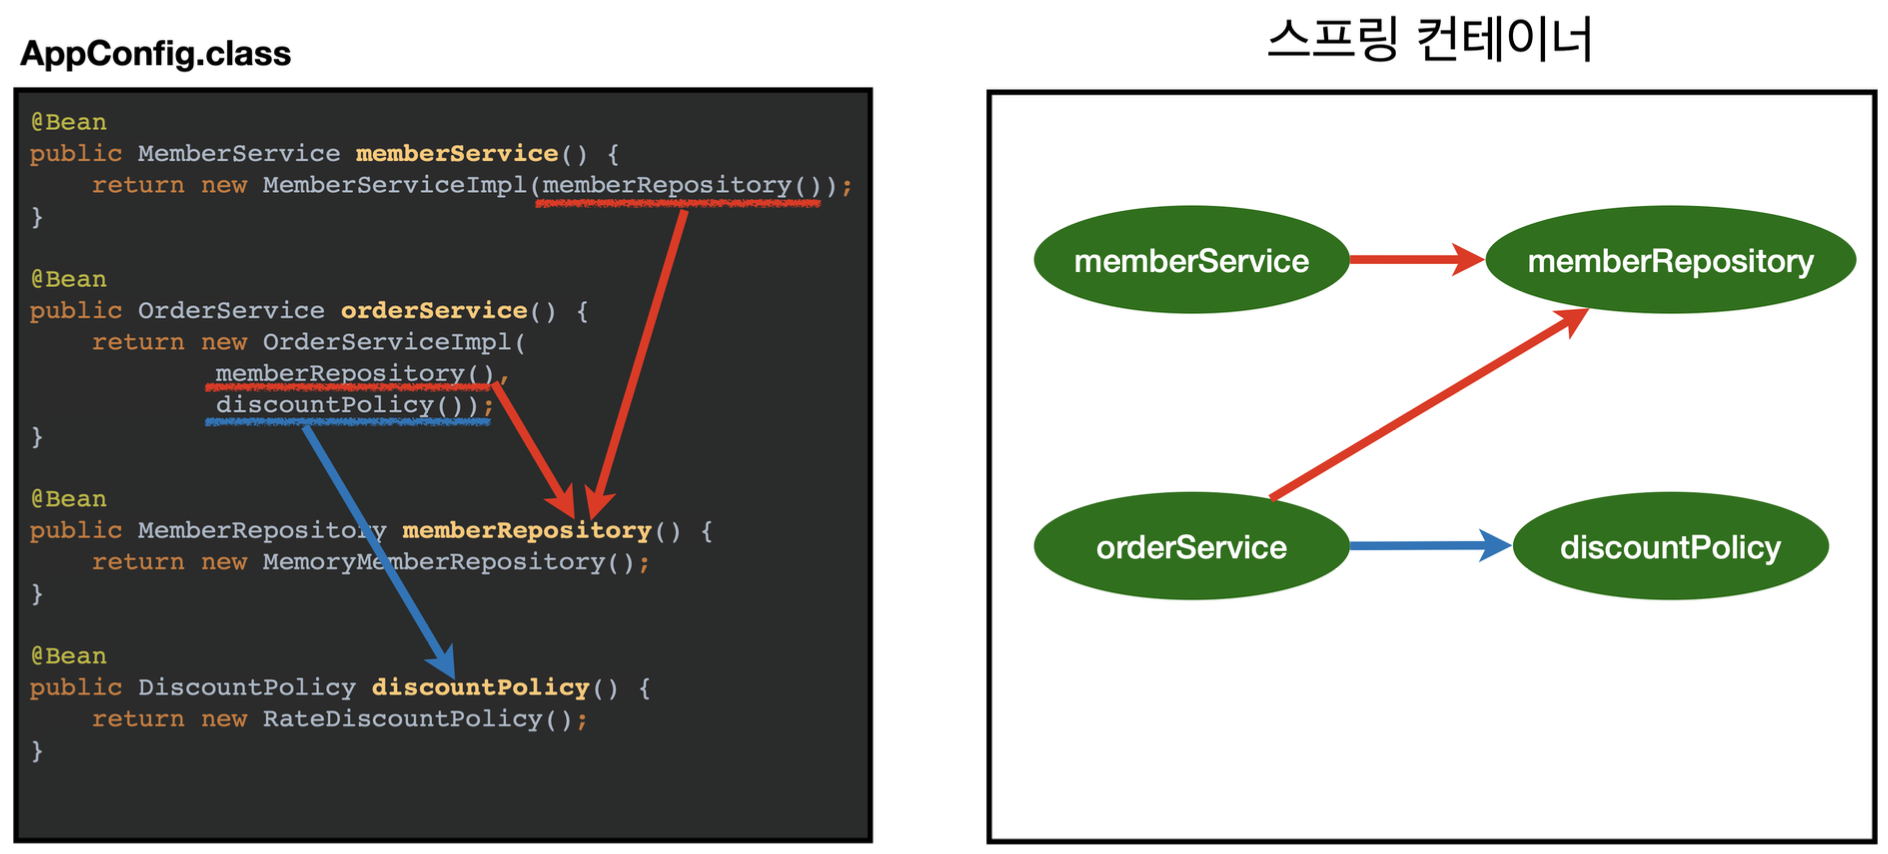 AppConfig.class
@Bean
public MemberService memberService() {
    return new MemberServiceImpl(memberRepository());
}
@Bean
public OrderService orderService() {
    return new OrderServiceImpl(
            memberRepository(),
            discountPolicy());
}
@Bean
public MemberRepository memberRepository() {
    return new MemoryMemberRepository();
}
@Bean
public DiscountPolicy discountPolicy() {
    return new RateDiscountPolicy();
}
스프링 컨테이너
memberService
memberRepository
orderService
discountPolicy